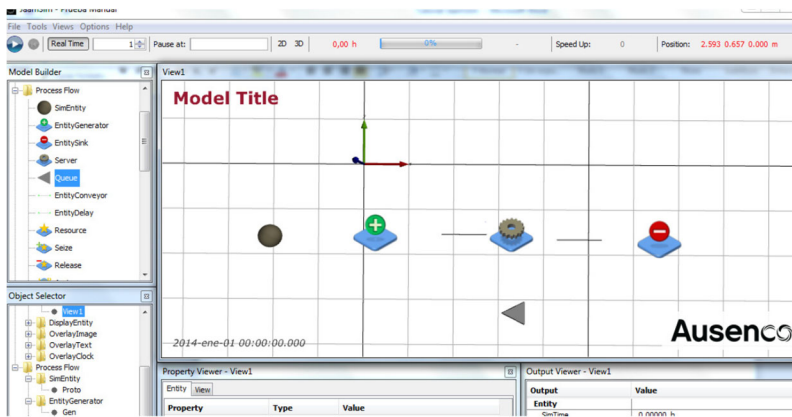 JaamSim - Prueba Manual
File Tools Views Options Help
Real Time 1 Pause at: 2D 3D 0,00 h 0% - Speed Up: 0 Position: 2.593 0.657 0.000 m
Model Builder
Process Flow
SimEntity
EntityGenerator
EntitySink
Server
Queue
EntityConveyor
EntityDelay
Resource
Seize
Release
View1
Model Title
2014-ene-01 00:00:00.000
Ausenco
Object Selector
View1
DisplayEntity
OverlayImage
OverlayText
OverlayClock
Process Flow
SimEntity
Proto
EntityGenerator
Gen
Property Viewer - View1
Entity View
Property Type Value
Output Viewer - View1
Output Value
Entity
SimTime 0.00000 h